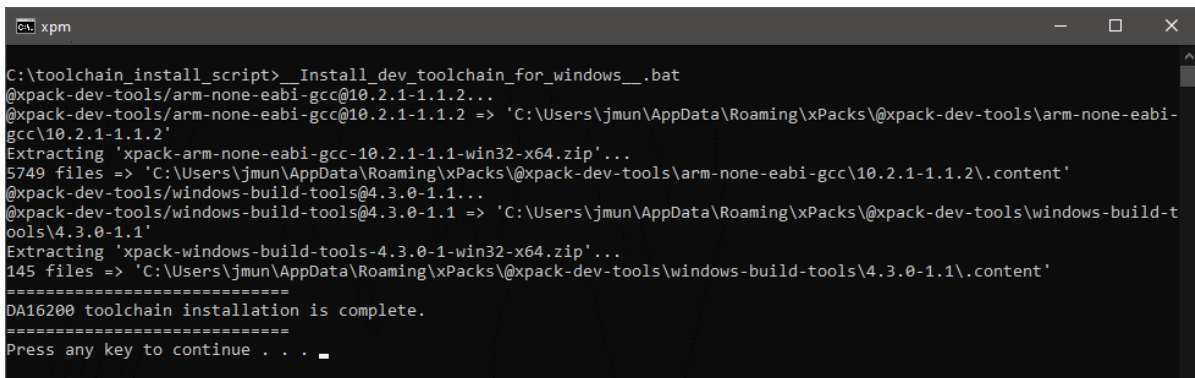 xpm
C:\toolchain_install_script>__Install_dev_toolchain_for_windows__.bat
@xpack-dev-tools/arm-none-eabi-gcc@10.2.1-1.1.2...
@xpack-dev-tools/arm-none-eabi-gcc@10.2.1-1.1.2 => 'C:\Users\jmun\AppData\Roaming\xPacks\@xpack-dev-tools\arm-none-eabi-
gcc\10.2.1-1.1.2'
Extracting 'xpack-arm-none-eabi-gcc-10.2.1-1.1-win32-x64.zip'...
5749 files => 'C:\Users\jmun\AppData\Roaming\xPacks\@xpack-dev-tools\arm-none-eabi-gcc\10.2.1-1.1.2\.content'
@xpack-dev-tools/windows-build-tools@4.3.0-1.1...
@xpack-dev-tools/windows-build-tools@4.3.0-1.1 => 'C:\Users\jmun\AppData\Roaming\xPacks\@xpack-dev-tools\windows-build-t
ools\4.3.0-1.1'
Extracting 'xpack-windows-build-tools-4.3.0-1-win32-x64.zip'...
145 files => 'C:\Users\jmun\AppData\Roaming\xPacks\@xpack-dev-tools\windows-build-tools\4.3.0-1.1\.content'
=============================
DA16200 toolchain installation is complete.
=============================
Press any key to continue . . .